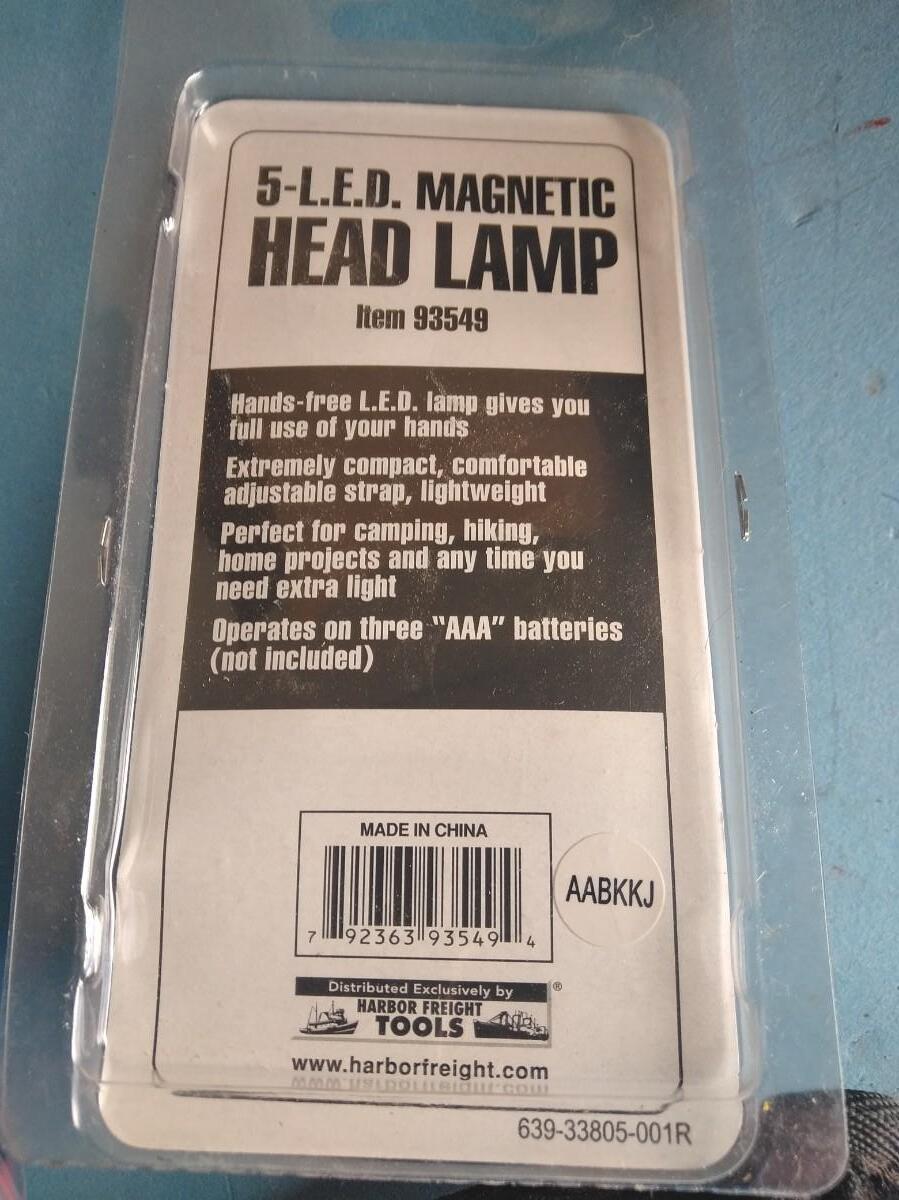 5-L.E.D. MAGNETIC
HEAD LAMP
Item 93549
Hands-free L.E.D. lamp gives you
full use of your hands
Extremely compact, comfortable
adjustable strap, lightweight
Perfect for camping, hiking,
home projects and any time you
need extra light
Operates on three "AAA" batteries
(not included)
MADE IN CHINA
7 92363 93549 4
AABKKJ
Distributed Exclusively by
HARBOR FREIGHT
TOOLS ®
www.harborfreight.com
639-33805-001R